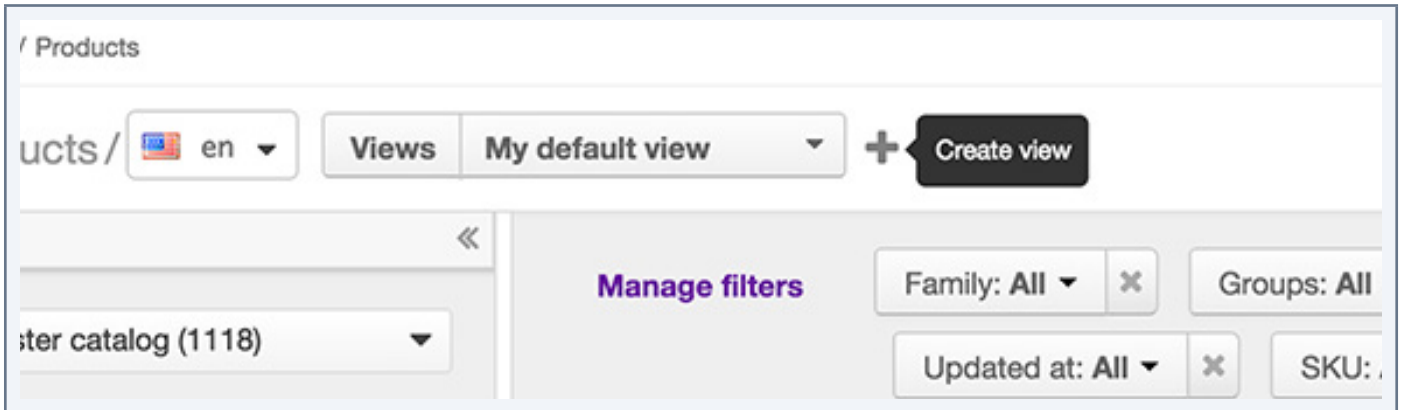 / Products
ucts/ en Views My default view Create view
Manage filters Family: All Groups: All
ster catalog (1118)
Updated at: All SKU: